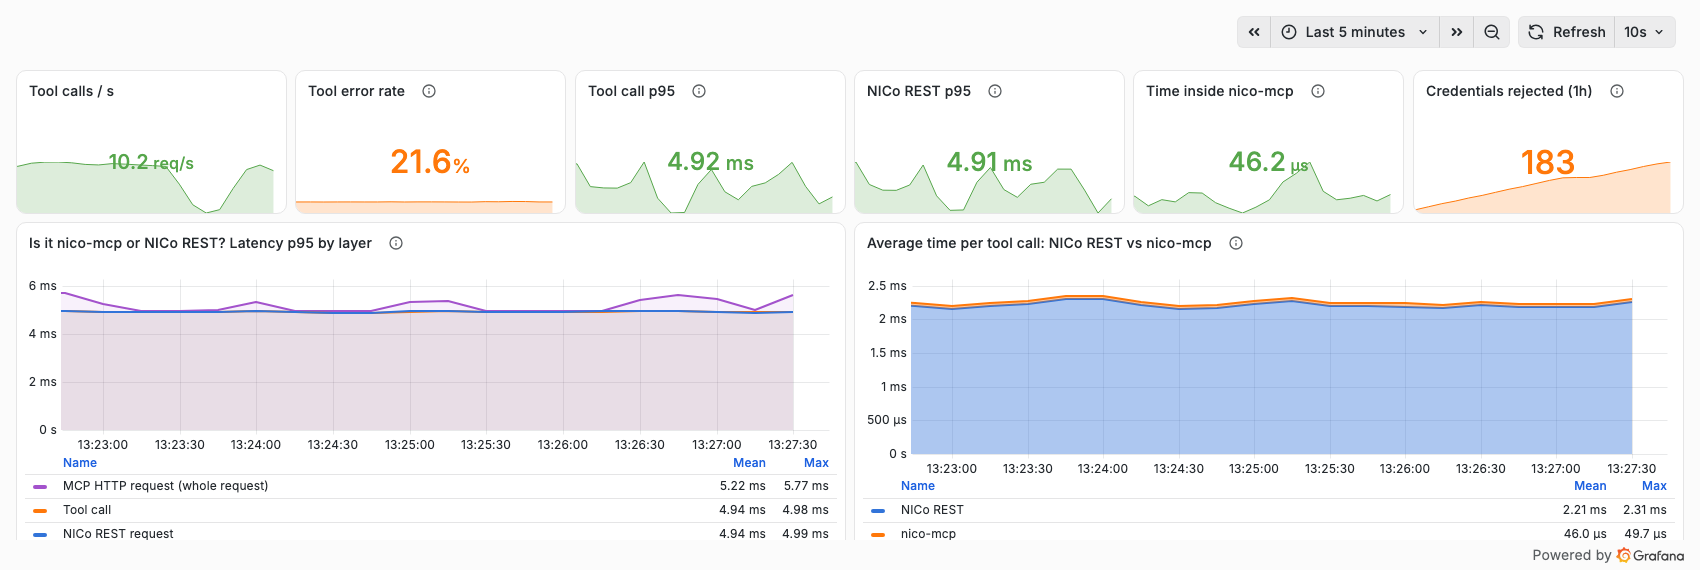 Last 5 minutes
Refresh
10s
Tool calls / s
10.2 req/s
Tool error rate
21.6%
Tool call p95
4.92 ms
NICo REST p95
4.91 ms
Time inside nico-mcp
46.2 µs
Credentials rejected (1h)
183
Is it nico-mcp or NICo REST? Latency p95 by layer
6 ms
4 ms
2 ms
0 s
13:23:00 13:23:30 13:24:00 13:24:30 13:25:00 13:25:30 13:26:00 13:26:30 13:27:00 13:27:30
Name Mean Max
MCP HTTP request (whole request) 5.22 ms 5.77 ms
Tool call 4.94 ms 4.98 ms
NICo REST request 4.94 ms 4.99 ms
Average time per tool call: NICo REST vs nico-mcp
2.5 ms
2 ms
1.5 ms
1 ms
500 µs
0 s
13:23:00 13:23:30 13:24:00 13:24:30 13:25:00 13:25:30 13:26:00 13:26:30 13:27:00 13:27:30
Name Mean Max
NICo REST 2.21 ms 2.31 ms
nico-mcp 46.0 µs 49.7 µs
Powered by Grafana